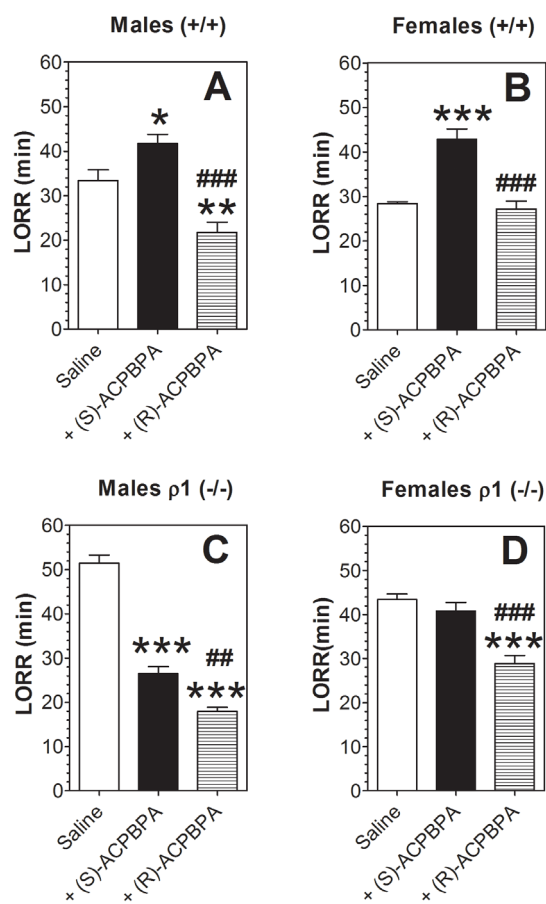 Males (+/+)
A
LORR (min)
60
50
40
30
20
10
0
*
###
**
Saline
+ (S)-ACPBPA
+ (R)-ACPBPA
Females (+/+)
B
LORR (min)
60
50
40
30
20
10
0
***
###
Saline
+ (S)-ACPBPA
+ (R)-ACPBPA
Males ρ1 (-/-)
C
LORR (min)
60
50
40
30
20
10
0
***
##
***
Saline
+ (S)-ACPBPA
+ (R)-ACPBPA
Females ρ1 (-/-)
D
LORR(min)
60
50
40
30
20
10
0
###
***
Saline
+ (S)-ACPBPA
+ (R)-ACPBPA